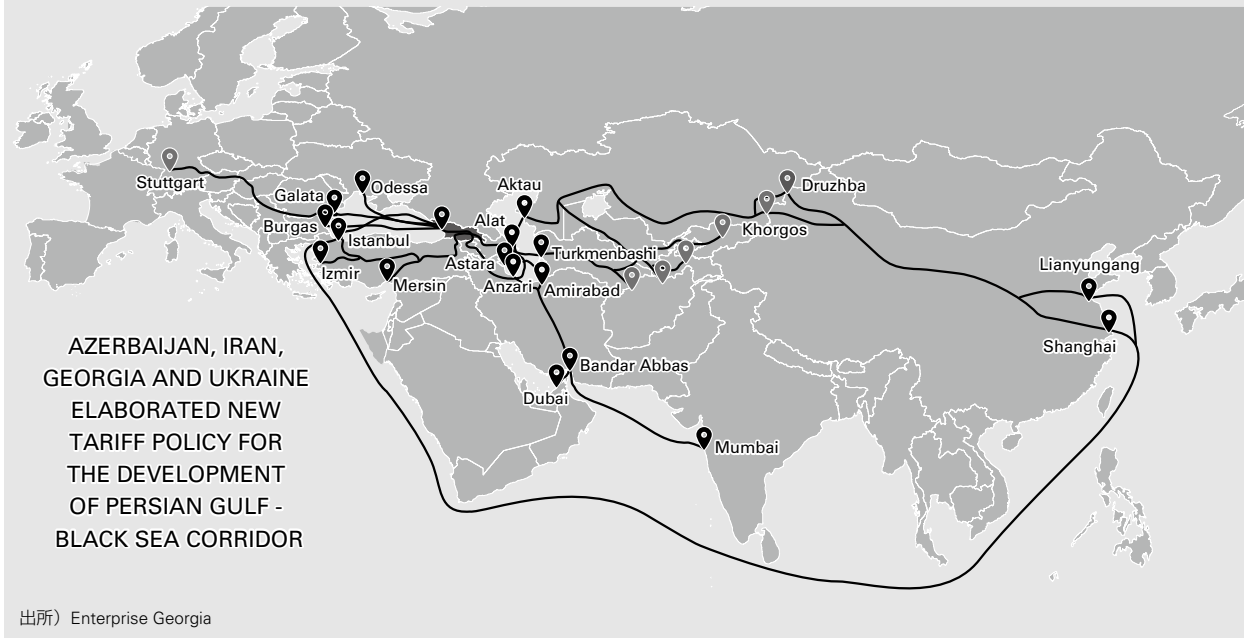 Stuttgart
Galata
Odessa
Burgas
Istanbul
Izmir
Mersin
Aktau
Alat
Astara
Turkmenbashi
Anzari
Amirabad
Druzhba
Khorgos
Lianyungang
Shanghai
Bandar Abbas
Dubai
Mumbai
AZERBAIJAN, IRAN,
GEORGIA AND UKRAINE
ELABORATED NEW
TARIFF POLICY FOR
THE DEVELOPMENT
OF PERSIAN GULF -
BLACK SEA CORRIDOR
出所）Enterprise Georgia